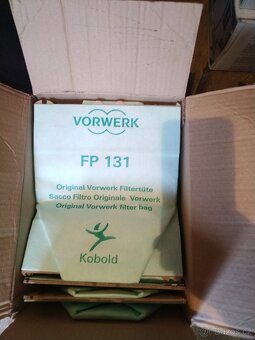 VORWERK
FP 131
Original Vorwerk Filtertüte
Sacco Filtro Originale Vorwerk
Original Vorwerk filter bag
Kobold